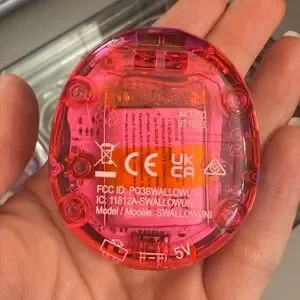 CE UK CA
FCC ID: PQ3SWALLOWUNI
IC: 11812A-SWALLOWUNI
Model / Modèle: SWALLOWUNI
5V